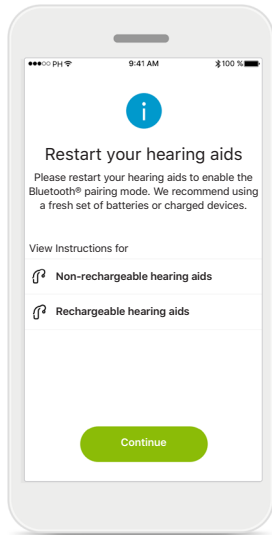 ●●●○○ PH 9:41 AM 100 %
i
Restart your hearing aids
Please restart your hearing aids to enable the
Bluetooth® pairing mode. We recommend using
a fresh set of batteries or charged devices.
View Instructions for
Non-rechargeable hearing aids
Rechargeable hearing aids
Continue